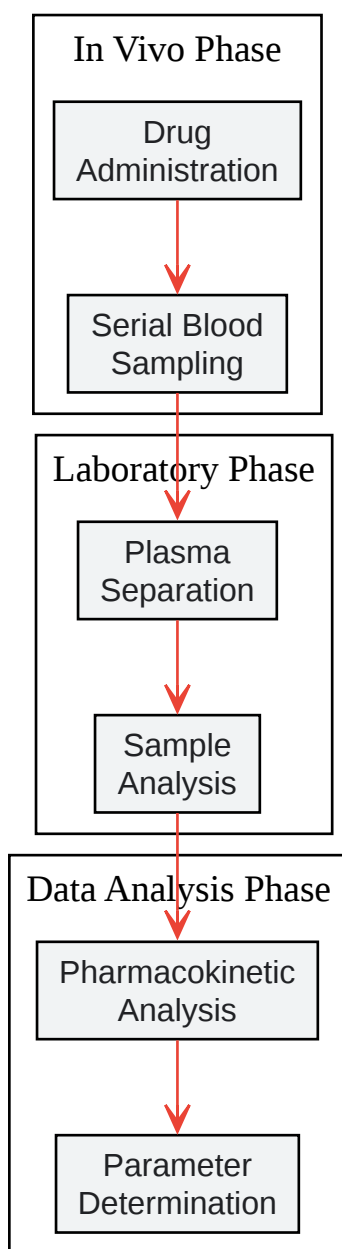 In Vivo Phase
Drug
Administration
Serial Blood
Sampling
Laboratory Phase
Plasma
Separation
Sample
Analysis
Data Analysis Phase
Pharmacokinetic
Analysis
Parameter
Determination